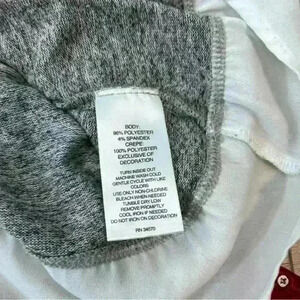 BODY:
96% POLYESTER
4% SPANDEX
CREPE:
100% POLYESTER
EXCLUSIVE OF
DECORATION
TURN INSIDE OUT
MACHINE WASH COLD
GENTLE CYCLE WITH LIKE
COLORS
USE ONLY NON-CHLORINE
BLEACH WHEN NEEDED
TUMBLE DRY LOW
REMOVE PROMPTLY
COOL IRON IF NEEDED
DO NOT IRON ON DECORATION
RN 34670